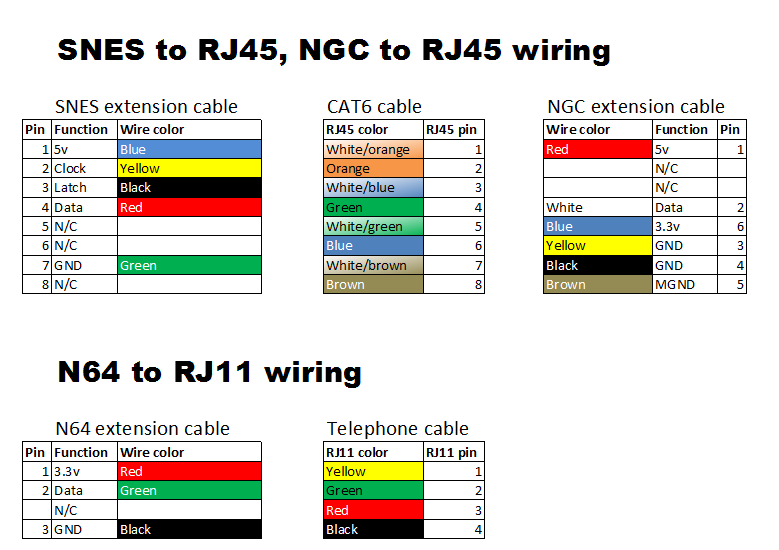 SNES to RJ45, NGC to RJ45 wiring
SNES extension cable CAT6 cable NGC extension cable
Pin Function Wire color RJ45 color RJ45 pin Wire color Function Pin
1 5v Blue White/orange 1 Red 5v 1
2 Clock Yellow Orange 2 N/C
3 Latch Black White/blue 3 N/C
4 Data Red Green 4 White Data 2
5 N/C White/green 5 Blue 3.3v 6
6 N/C Blue 6 Yellow GND 3
7 GND Green White/brown 7 Black GND 4
8 N/C Brown 8 Brown MGND 5
N64 to RJ11 wiring
N64 extension cable Telephone cable
Pin Function Wire color RJ11 color RJ11 pin
1 3.3v Red Yellow 1
2 Data Green Green 2
N/C Red 3
3 GND Black Black 4